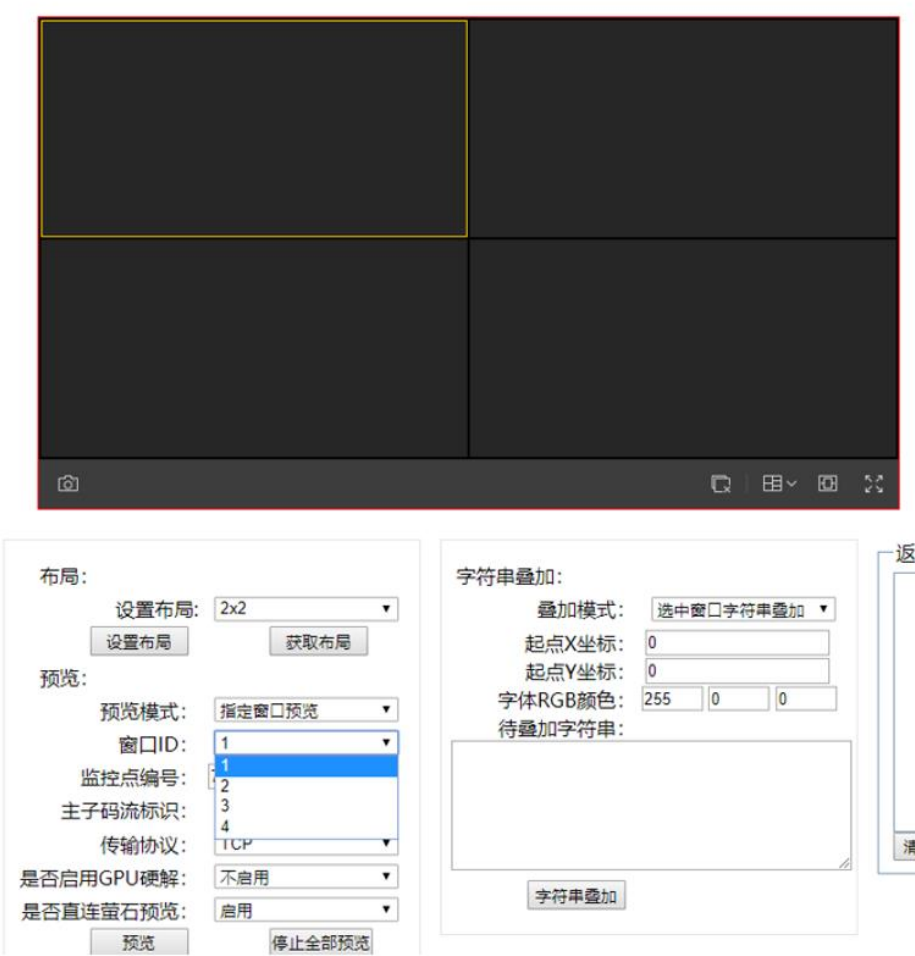 布局：
设置布局: 2x2
设置布局 获取布局
预览：
预览模式： 指定窗口预览
窗口ID： 1
1
2
3
4
监控点编号：
主子码流标识：
传输协议： TCP
是否启用GPU硬解： 不启用
是否直连萤石预览： 启用
预览 停止全部预览
字符串叠加：
叠加模式： 选中窗口字符串叠加
起点X坐标： 0
起点Y坐标： 0
字体RGB颜色： 255 0 0
待叠加字符串：
字符串叠加
返